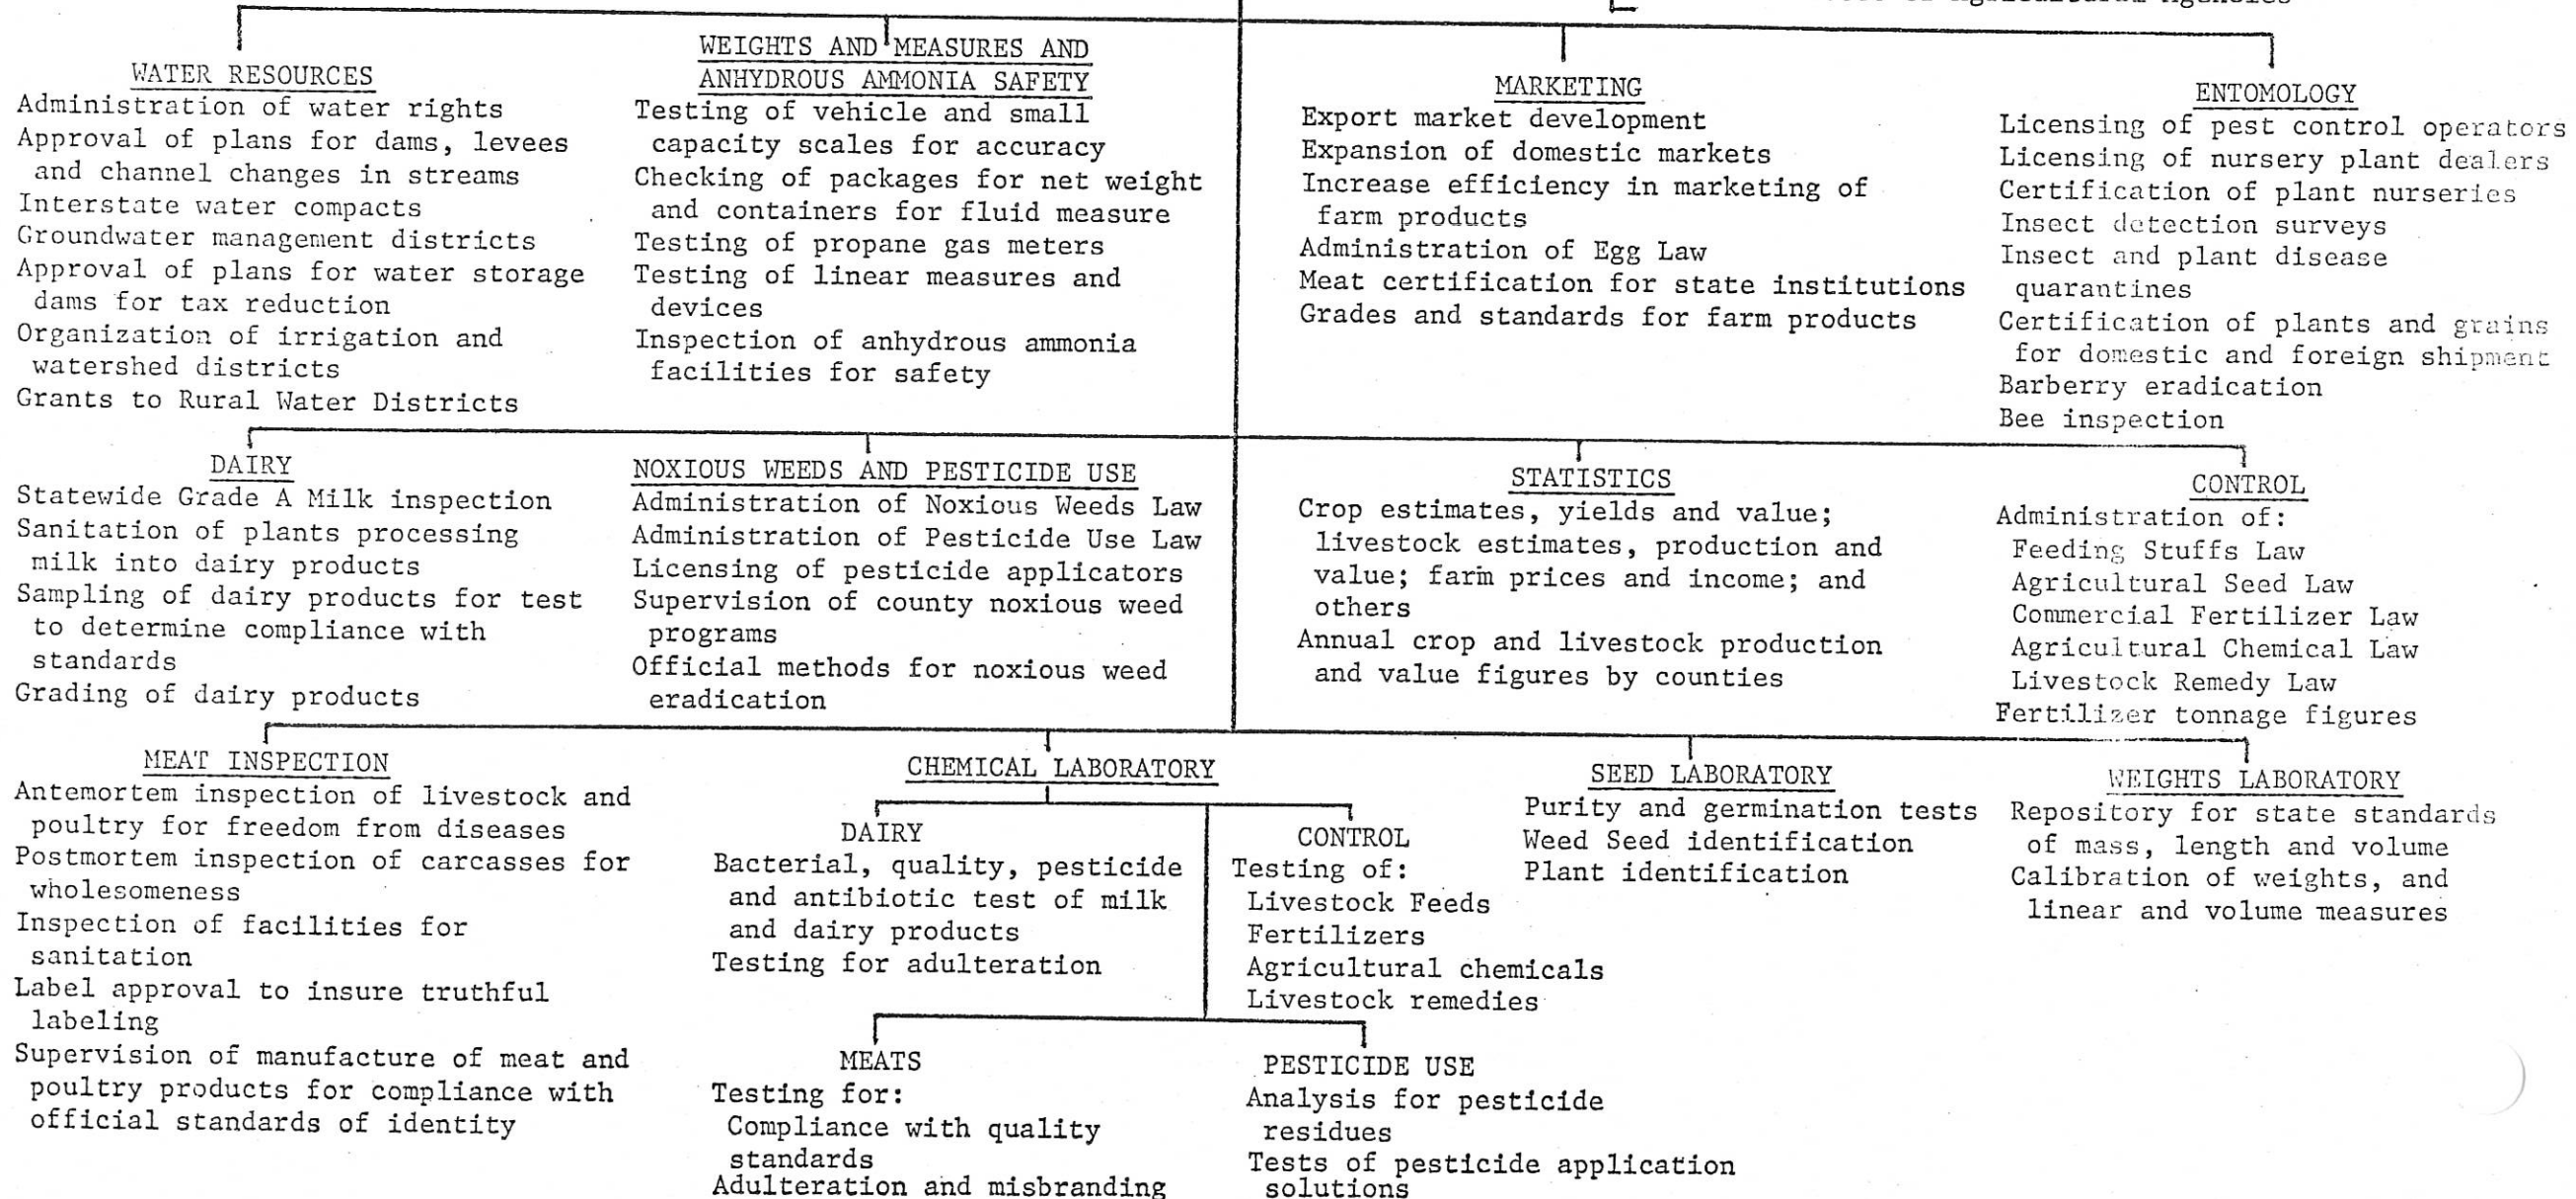 Agricultural Agencies
WATER RESOURCES
Administration of water rights
Approval of plans for dams, levees
and channel changes in streams
Interstate water compacts
Groundwater management districts
Approval of plans for water storage
dams for tax reduction
Organization of irrigation and
watershed districts
Grants to Rural Water Districts
WEIGHTS AND MEASURES AND
ANHYDROUS AMMONIA SAFETY
Testing of vehicle and small
capacity scales for accuracy
Checking of packages for net weight
and containers for fluid measure
Testing of propane gas meters
Testing of linear measures and
devices
Inspection of anhydrous ammonia
facilities for safety
MARKETING
Export market development
Expansion of domestic markets
Increase efficiency in marketing of
farm products
Administration of Egg Law
Meat certification for state institutions
Grades and standards for farm products
ENTOMOLOGY
Licensing of pest control operators
Licensing of nursery plant dealers
Certification of plant nurseries
Insect detection surveys
Insect and plant disease
quarantines
Certification of plants and grains
for domestic and foreign shipment
Barberry eradication
Bee inspection
DAIRY
Statewide Grade A Milk inspection
Sanitation of plants processing
milk into dairy products
Sampling of dairy products for test
to determine compliance with
standards
Grading of dairy products
NOXIOUS WEEDS AND PESTICIDE USE
Administration of Noxious Weeds Law
Administration of Pesticide Use Law
Licensing of pesticide applicators
Supervision of county noxious weed
programs
Official methods for noxious weed
eradication
STATISTICS
Crop estimates, yields and value;
livestock estimates, production and
value; farm prices and income; and
others
Annual crop and livestock production
and value figures by counties
CONTROL
Administration of:
Feeding Stuffs Law
Agricultural Seed Law
Commercial Fertilizer Law
Agricultural Chemical Law
Livestock Remedy Law
Fertilizer tonnage figures
MEAT INSPECTION
Antemortem inspection of livestock and
poultry for freedom from diseases
Postmortem inspection of carcasses for
wholesomeness
Inspection of facilities for
sanitation
Label approval to insure truthful
labeling
Supervision of manufacture of meat and
poultry products for compliance with
official standards of identity
CHEMICAL LABORATORY
DAIRY
Bacterial, quality, pesticide
and antibiotic test of milk
and dairy products
Testing for adulteration
CONTROL
Testing of:
Livestock Feeds
Fertilizers
Agricultural chemicals
Livestock remedies
MEATS
Testing for:
Compliance with quality
standards
Adulteration and misbranding
PESTICIDE USE
Analysis for pesticide
residues
Tests of pesticide application
solutions
SEED LABORATORY
Purity and germination tests
Weed Seed identification
Plant identification
WEIGHTS LABORATORY
Repository for state standards
of mass, length and volume
Calibration of weights, and
linear and volume measures